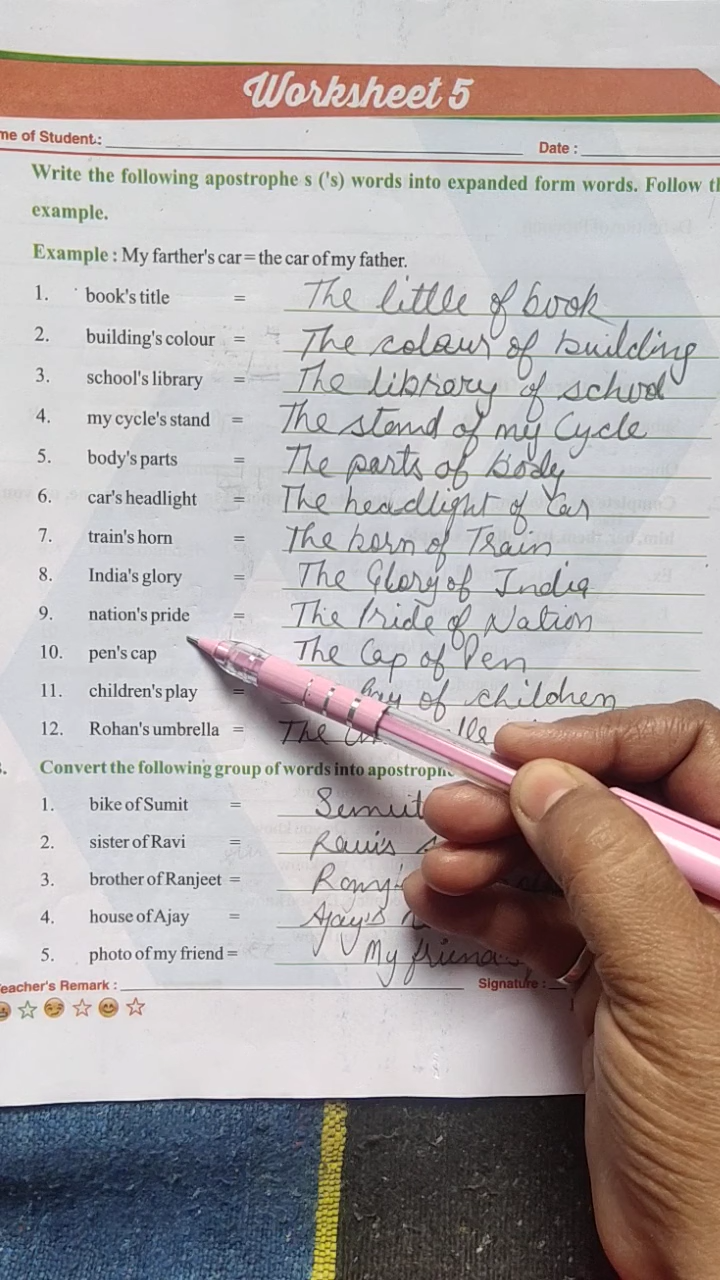 Worksheet 5
me of Student: Date :
Write the following apostrophe s ('s) words into expanded form words. Follow th
example.
Example : My farther's car = the car of my father.
1. book's title = The little of book
2. building's colour = The colour of building
3. school's library = The library of school
4. my cycle's stand = The stend of my Cycle
5. body's parts = The parts of body
6. car's headlight = The headlight of Car
7. train's horn = The horn of Train
8. India's glory = The Glory of India
9. nation's pride = The Pride of Nation
10. pen's cap The Cap of Pen
11. children's play = of children
12. Rohan's umbrella = The
Convert the following group of words into apostrophe
1. bike of Sumit = Sumit
2. sister of Ravi = Ravi's
3. brother of Ranjeet =
4. house of Ajay = Ajay's
5. photo of my friend = My friend's
eacher's Remark : Signature :